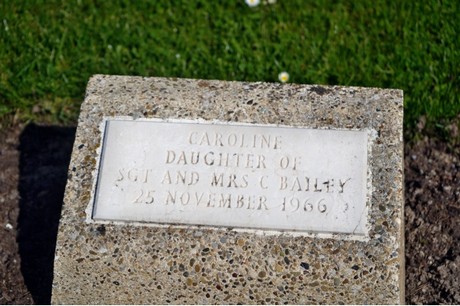 CAROLINE
DAUGHTER OF
SGT AND MRS C BAILEY
25 NOVEMBER 1966